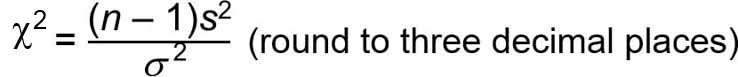 χ² = (n – 1)s² / σ² (round to three decimal places)